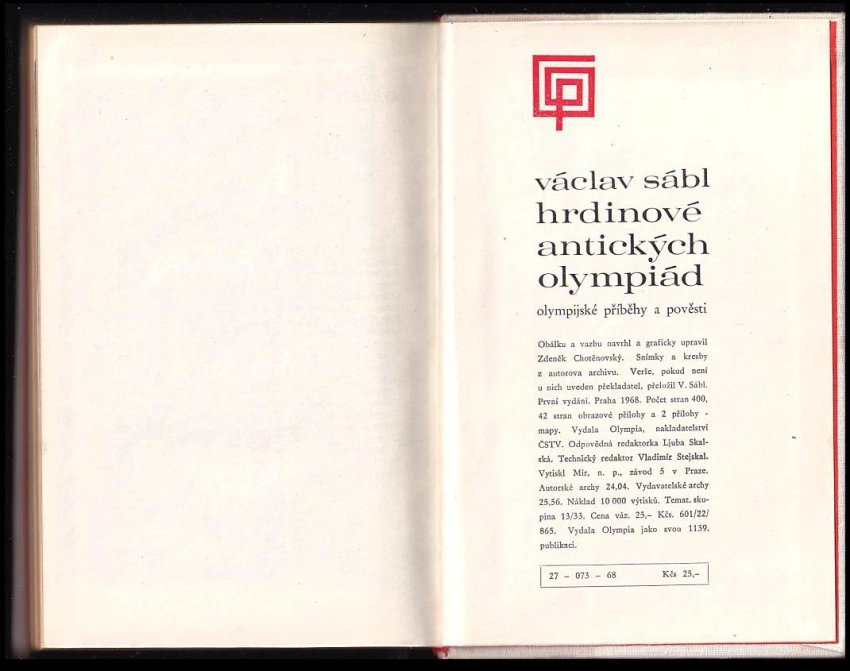 václav sábl
hrdinové
antických
olympiád
olympijské příběhy a pověsti
Obálku a vazbu navrhl a graficky upravil
Zdeněk Chotěnovský. Snímky a kresby
z autorova archivu. Verše, pokud není
u nich uveden překladatel, přeložil V. Sábl.
První vydání. Praha 1968. Počet stran 400,
42 stran obrazové přílohy a 2 přílohy -
mapy. Vydala Olympia, nakladatelství
ČSTV. Odpovědná redaktorka Ljuba Skal-
ská. Technický redaktor Vladimír Stejskal.
Vytiskl Mír, n. p., závod 5 v Praze.
Autorské archy 24,04. Vydavatelské archy
25,56. Náklad 10 000 výtisků. Temat. sku-
pina 13/33. Cena váz. 25,– Kčs. 601/22/
865. Vydala Olympia jako svou 1139.
publikaci.
27 – 073 – 68 Kčs 25,–